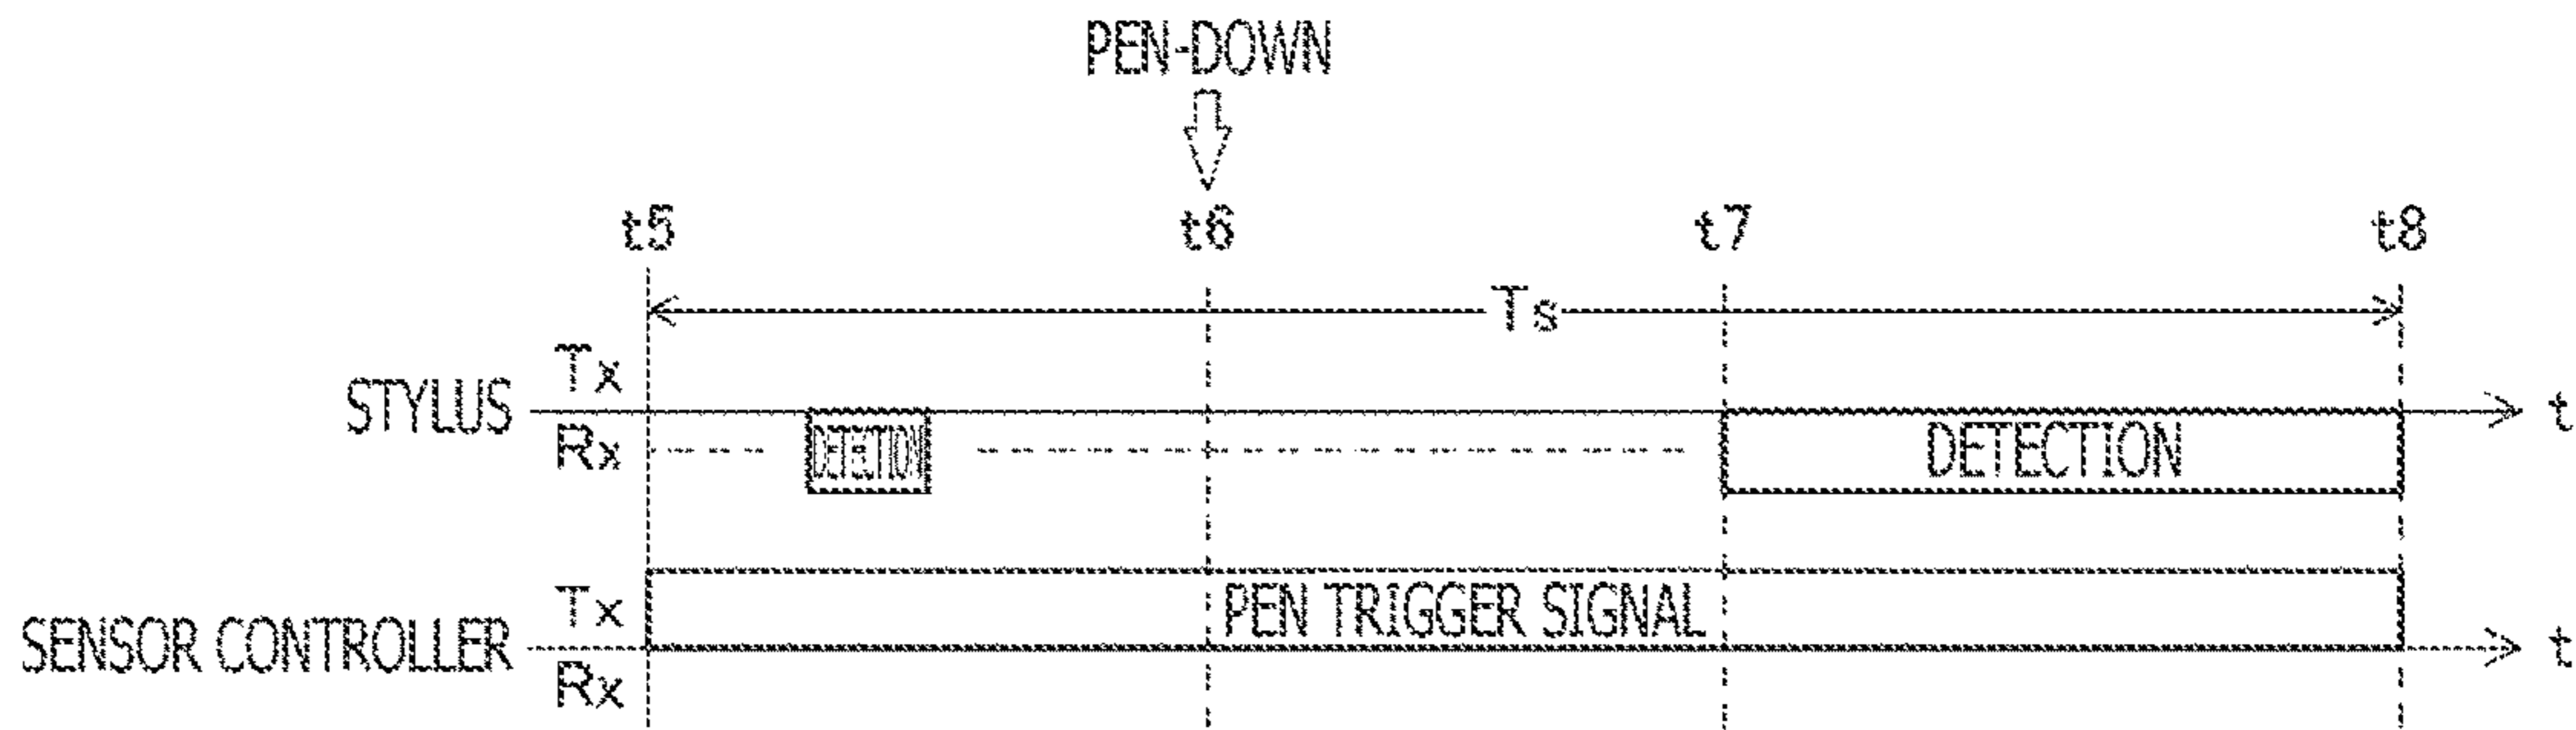 PEN-DOWN
t5 t6 t7 t8
Ts
STYLUS Tx Rx DETECTION DETECTION t
SENSOR CONTROLLER Tx Rx PEN TRIGGER SIGNAL t